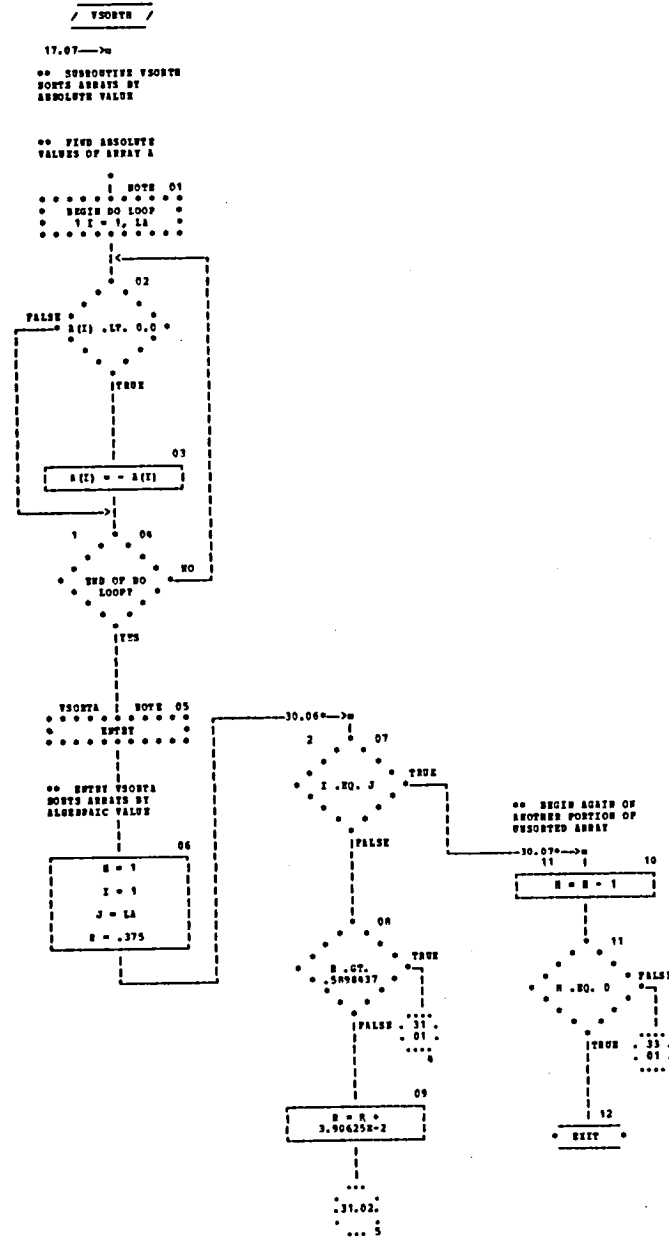 / VSORTM /
17.07--->*
** SUBROUTINE VSORTM
SORTS ARRAYS BY
ABSOLUTE VALUE
** FIND ABSOLUTE
VALUES OF ARRAY A
NOTE 01
BEGIN DO LOOP
1 I = 1, LA
02
FALSE
A(I) .LT. 0.0
TRUE
03
A(I) = - A(I)
1 04
END OF DO
LOOP?
NO
YES
VSORTA NOTE 05
ENTRY
** ENTRY VSORTA
SORTS ARRAYS BY
ALGEBRAIC VALUE
06
M = 1
I = 1
J = LA
R = .375
30.06*--->*
2 07
I .EQ. J
TRUE
FALSE
08
R .GT.
.5898437
TRUE
31
01
4
FALSE
09
R = R +
3.90625E-2
31.02
5
** BEGIN AGAIN ON
ANOTHER PORTION OF
UNSORTED ARRAY
30.07*--->*
11 10
M = M - 1
11
M .EQ. 0
FALSE
33
01
TRUE
12
EXIT